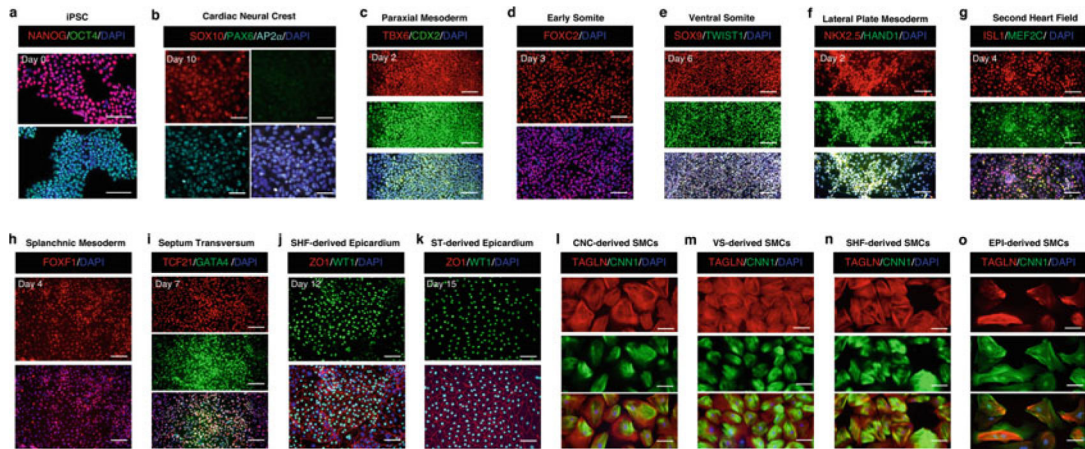 a
iPSC
NANOG/OCT4/DAPI
Day 0
b
Cardiac Neural Crest
SOX10/PAX6/AP2α/DAPI
Day 10
c
Paraxial Mesoderm
TBX6/CDX2/DAPI
Day 2
d
Early Somite
FOXC2/DAPI
Day 3
e
Ventral Somite
SOX9/TWIST1/DAPI
Day 6
f
Lateral Plate Mesoderm
NKX2.5/HAND1/DAPI
Day 2
g
Second Heart Field
ISL1/MEF2C/DAPI
Day 4
h
Splanchnic Mesoderm
FOXF1/DAPI
Day 4
i
Septum Transversum
TCF21/GATA4/DAPI
Day 7
j
SHF-derived Epicardium
ZO1/WT1/DAPI
Day 12
k
ST-derived Epicardium
ZO1/WT1/DAPI
Day 15
l
CNC-derived SMCs
TAGLN/CNN1/DAPI
m
VS-derived SMCs
TAGLN/CNN1/DAPI
n
SHF-derived SMCs
TAGLN/CNN1/DAPI
o
EPI-derived SMCs
TAGLN/CNN1/DAPI